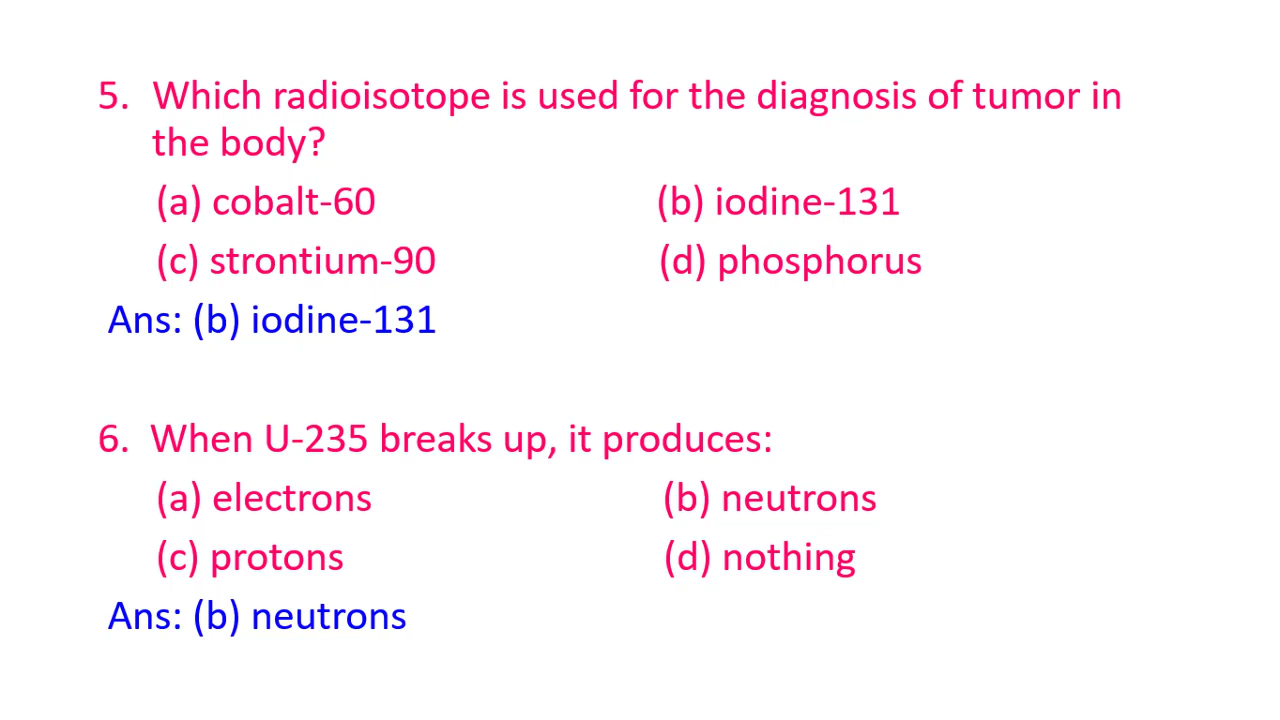 5. Which radioisotope is used for the diagnosis of tumor in
the body?
(a) cobalt-60 (b) iodine-131
(c) strontium-90 (d) phosphorus
Ans: (b) iodine-131
6. When U-235 breaks up, it produces:
(a) electrons (b) neutrons
(c) protons (d) nothing
Ans: (b) neutrons